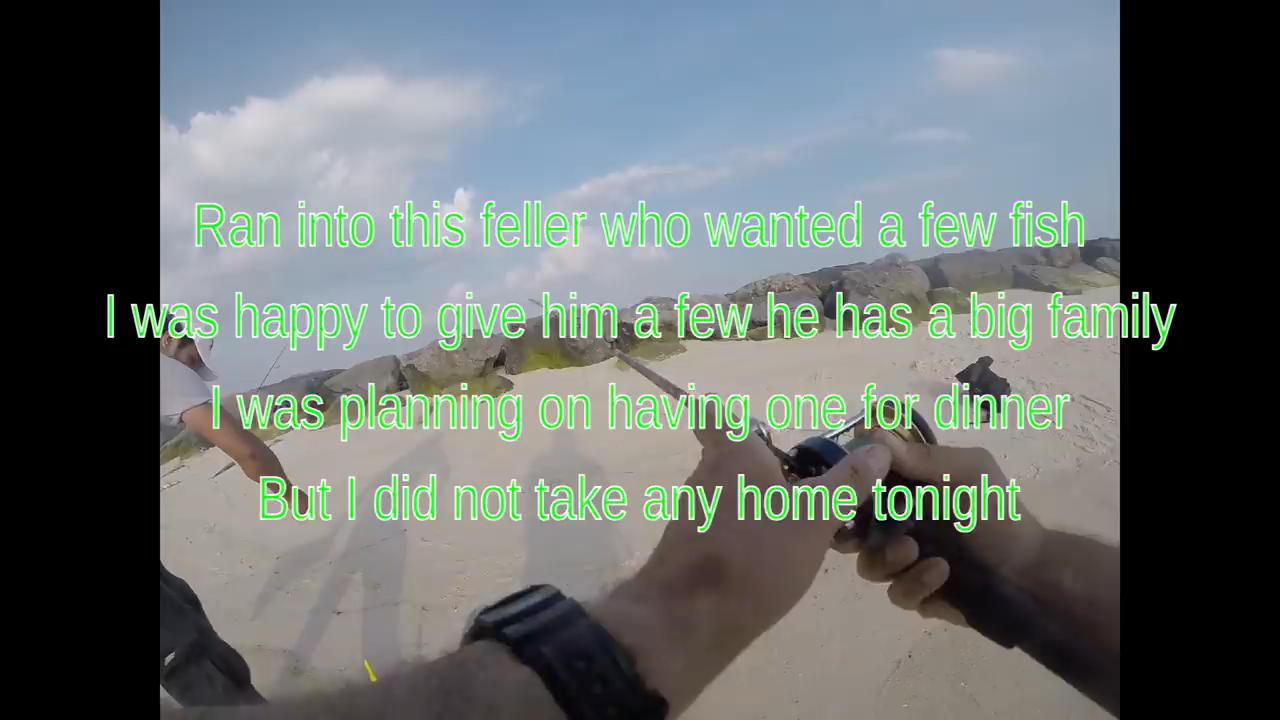 Ran into this feller who wanted a few fish
I was happy to give him a few he has a big family
I was planning on having one for dinner
But I did not take any home tonight